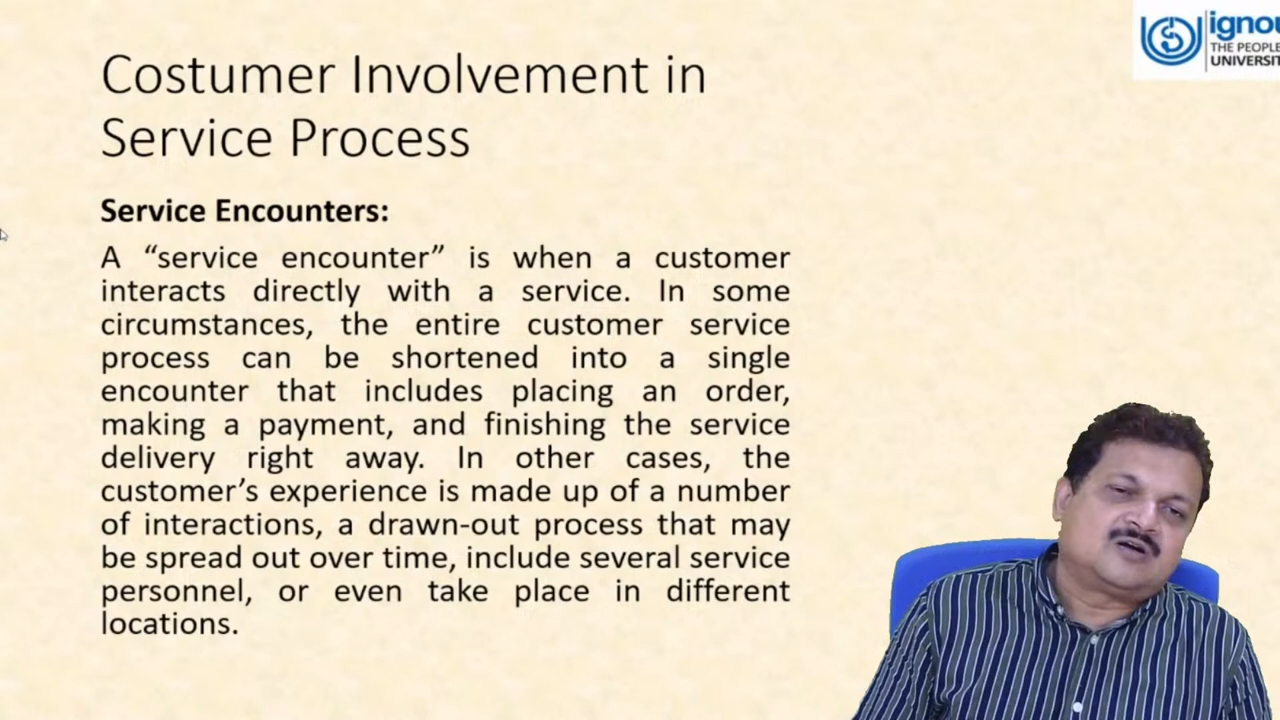 Costumer Involvement in
Service Process
Service Encounters:
A “service encounter” is when a customer
interacts directly with a service. In some
circumstances, the entire customer service
process can be shortened into a single
encounter that includes placing an order,
making a payment, and finishing the service
delivery right away. In other cases, the
customer’s experience is made up of a number
of interactions, a drawn-out process that may
be spread out over time, include several service
personnel, or even take place in different
locations.
ignou
THE PEOPLE
UNIVERSIT